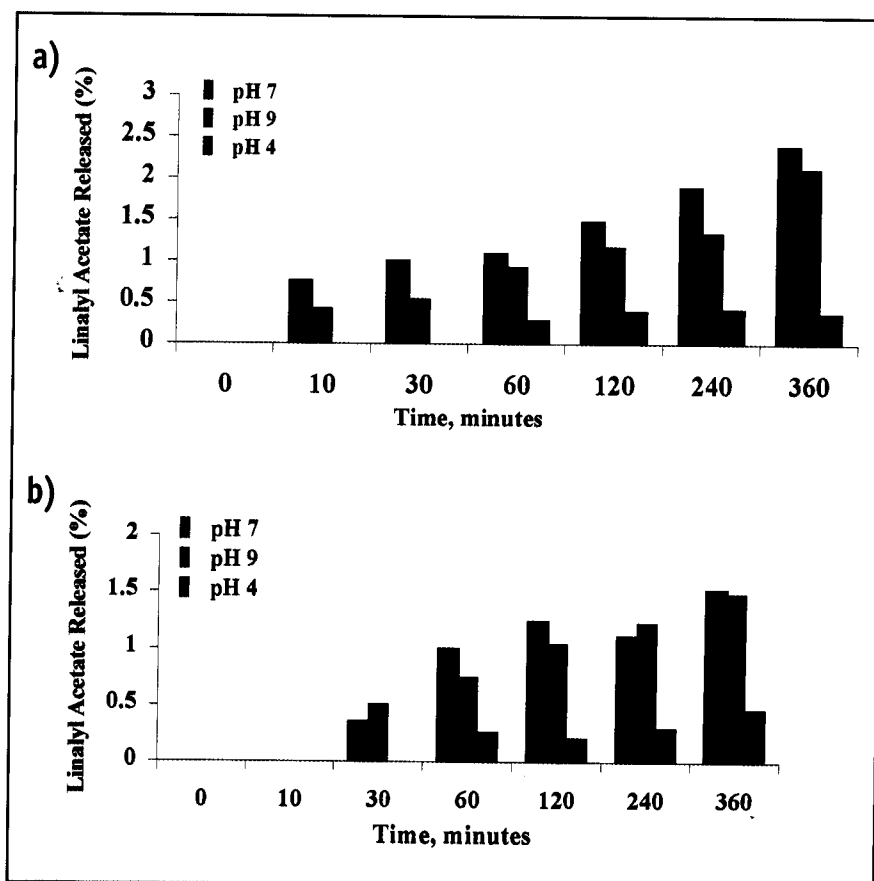 a)
Linalyl Acetate Released (%)
3
2.5
2
1.5
1
0.5
0
pH 7
pH 9
pH 4
0 10 30 60 120 240 360
Time, minutes
b)
Linalyl Acetate Released (%)
2
1.5
1
0.5
0
pH 7
pH 9
pH 4
0 10 30 60 120 240 360
Time, minutes